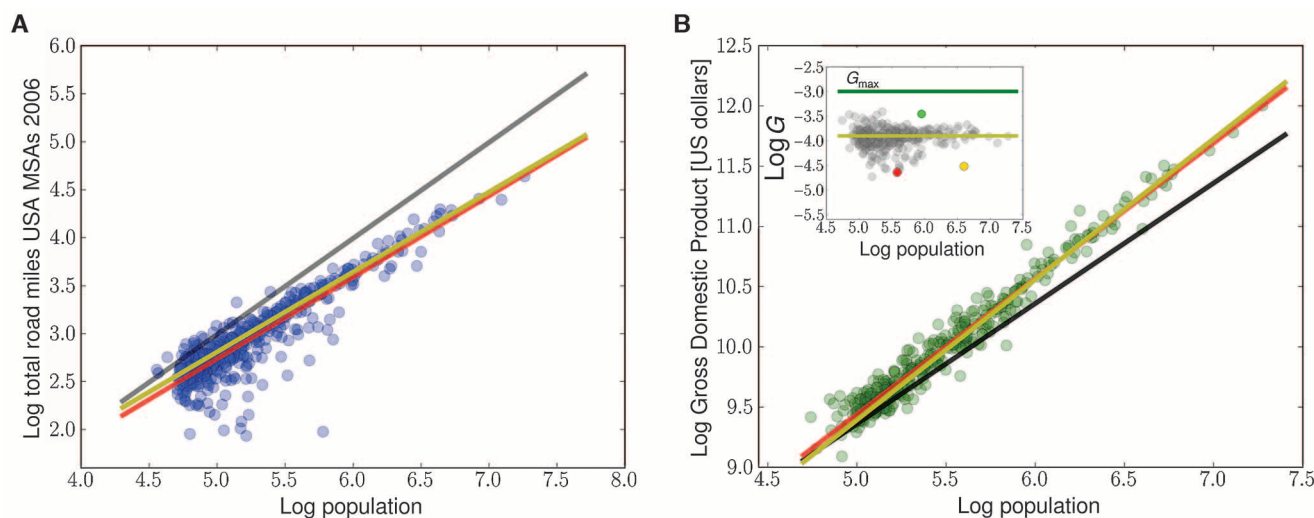 A
Log total road miles USA MSAs 2006
6.0
5.5
5.0
4.5
4.0
3.5
3.0
2.5
2.0
4.0 4.5 5.0 5.5 6.0 6.5 7.0 7.5 8.0
Log population
B
Log Gross Domestic Product [US dollars]
12.5
12.0
11.5
11.0
10.5
10.0
9.5
9.0
4.5 5.0 5.5 6.0 6.5 7.0 7.5
Log population
Log G
−2.5
−3.0
−3.5
−4.0
−4.5
−5.0
−5.5
Gmax
4.5 5.0 5.5 6.0 6.5 7.0 7.5
Log population